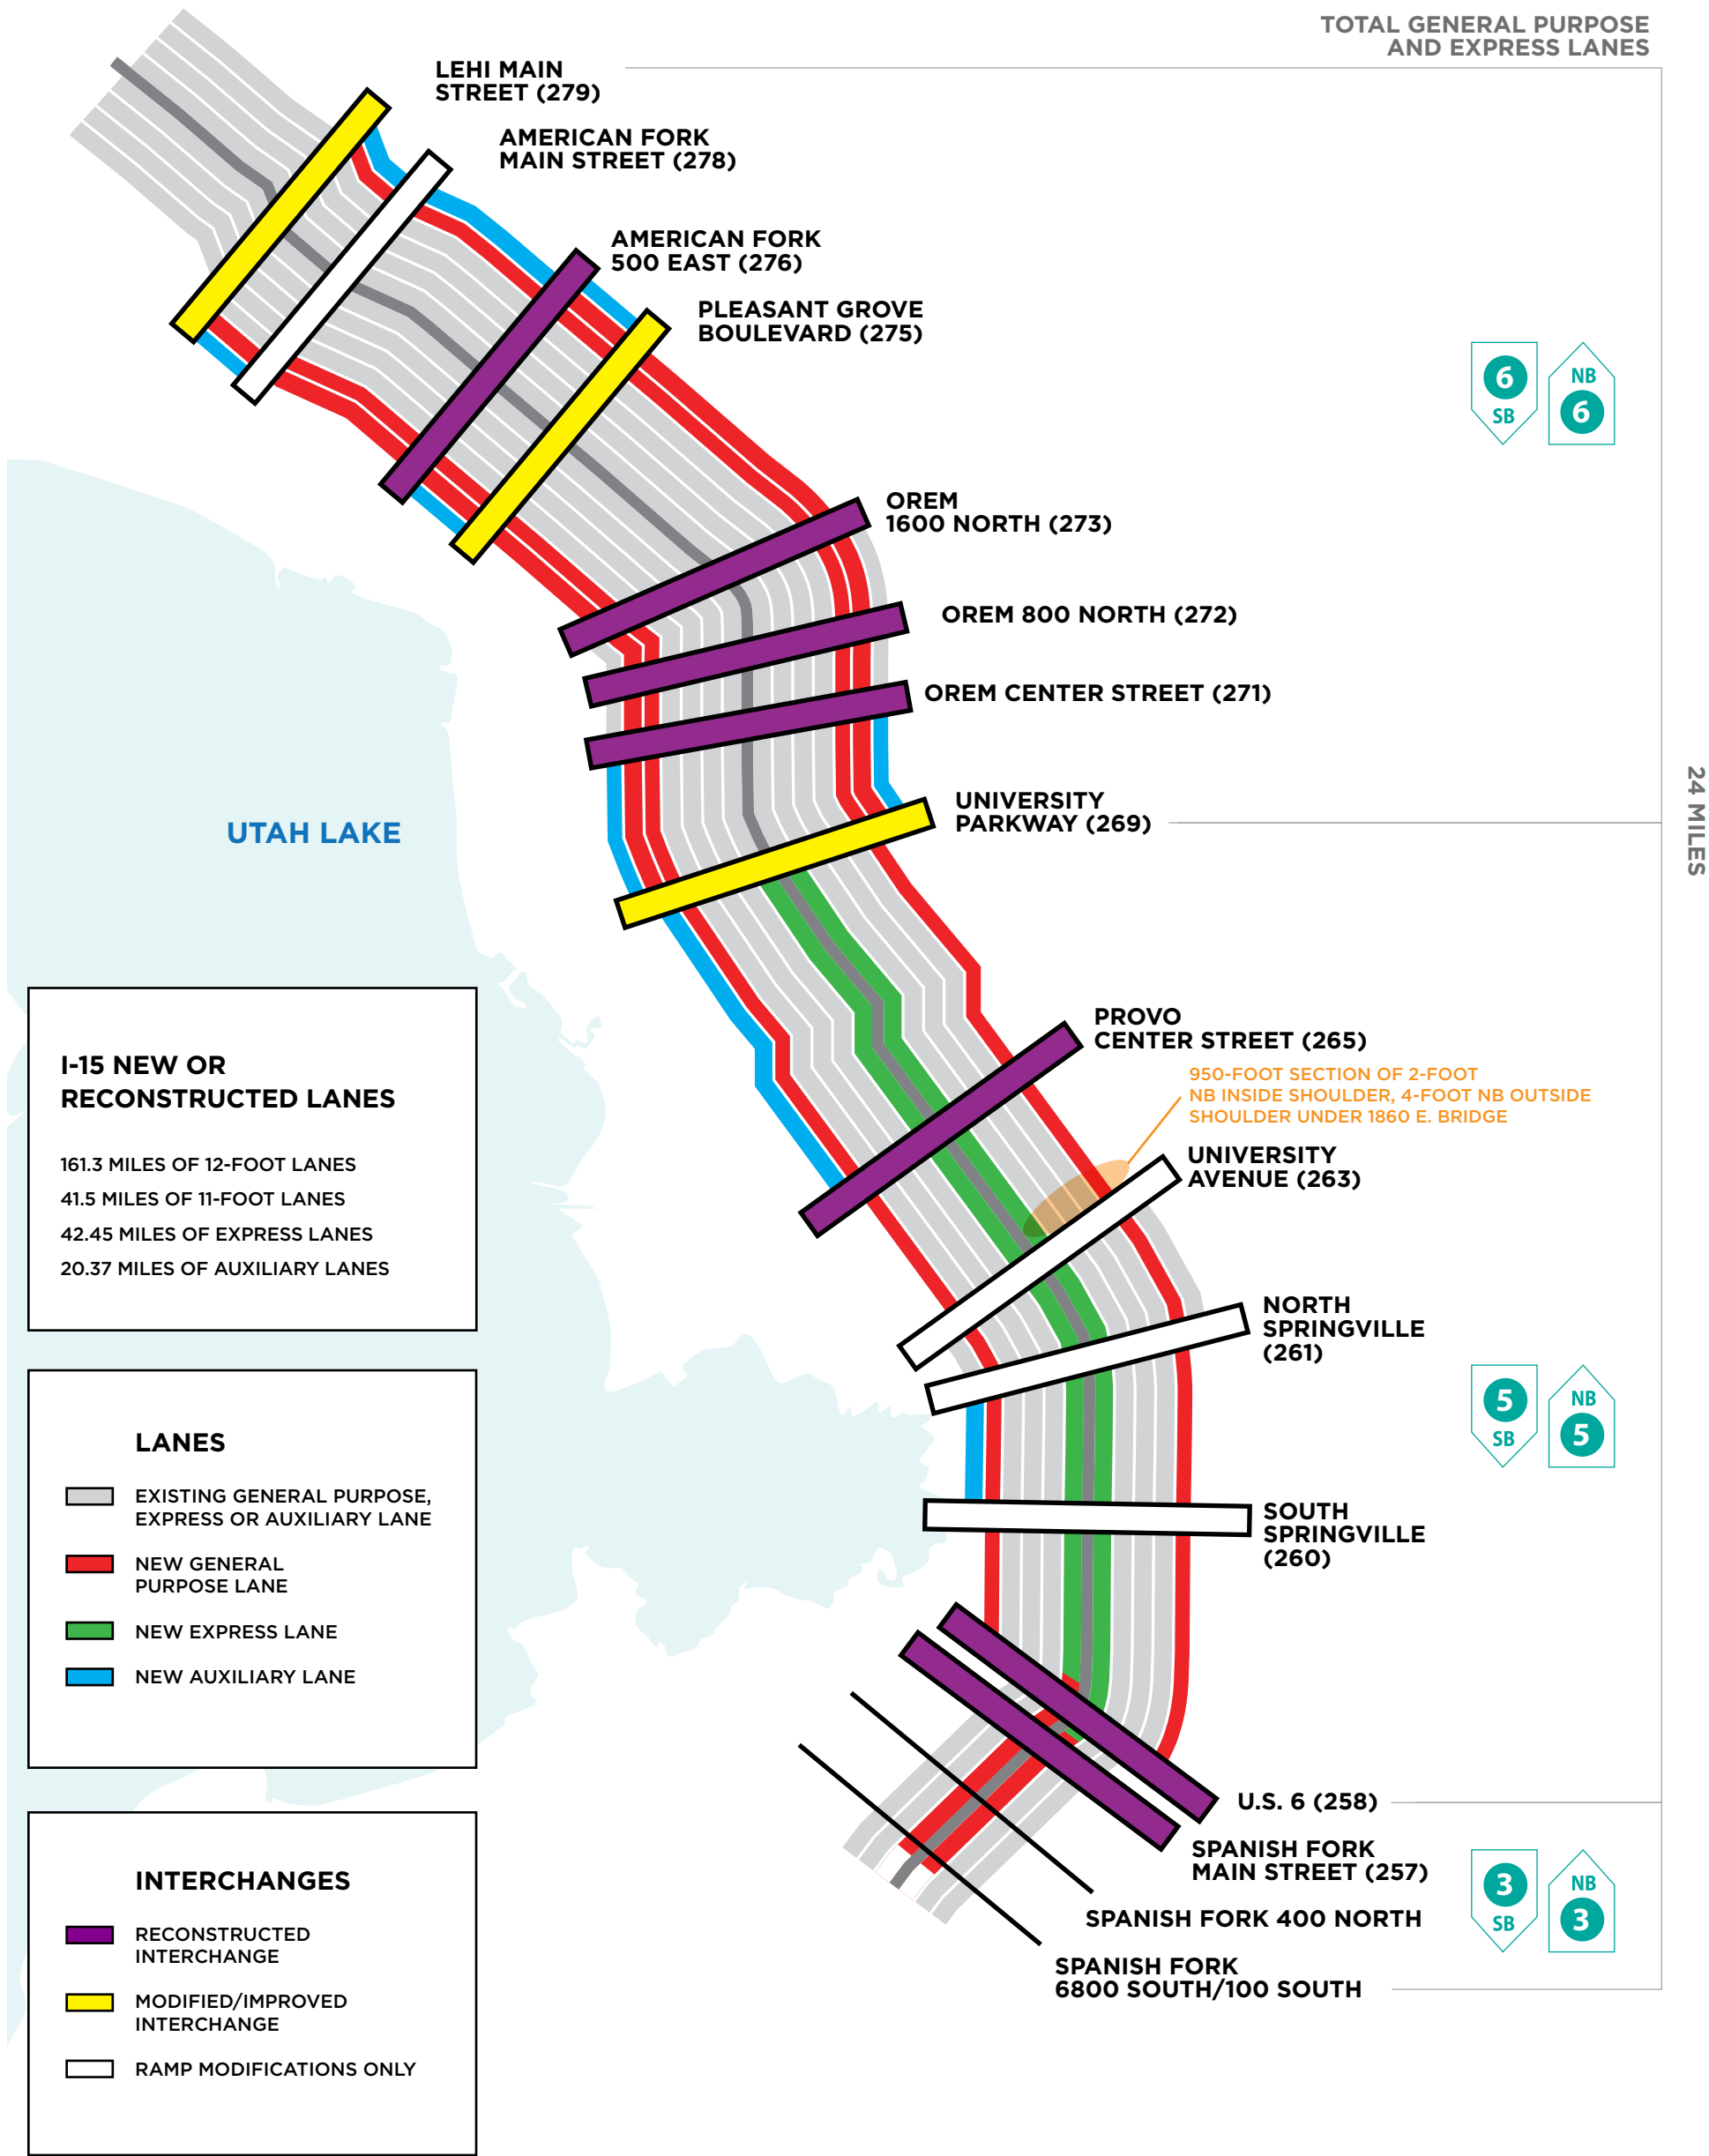 TOTAL GENERAL PURPOSE
AND EXPRESS LANES
LEHI MAIN
STREET (279)
AMERICAN FORK
MAIN STREET (278)
AMERICAN FORK
500 EAST (276)
PLEASANT GROVE
BOULEVARD (275)
6
SB
NB
6
OREM
1600 NORTH (273)
OREM 800 NORTH (272)
OREM CENTER STREET (271)
UNIVERSITY
PARKWAY (269)
24 MILES
UTAH LAKE
PROVO
CENTER STREET (265)
950-FOOT SECTION OF 2-FOOT
NB INSIDE SHOULDER, 4-FOOT NB OUTSIDE
SHOULDER UNDER 1860 E. BRIDGE
UNIVERSITY
AVENUE (263)
I-15 NEW OR
RECONSTRUCTED LANES
161.3 MILES OF 12-FOOT LANES
41.5 MILES OF 11-FOOT LANES
42.45 MILES OF EXPRESS LANES
20.37 MILES OF AUXILIARY LANES
NORTH
SPRINGVILLE
(261)
5
SB
NB
5
SOUTH
SPRINGVILLE
(260)
LANES
EXISTING GENERAL PURPOSE,
EXPRESS OR AUXILIARY LANE
NEW GENERAL
PURPOSE LANE
NEW EXPRESS LANE
NEW AUXILIARY LANE
U.S. 6 (258)
SPANISH FORK
MAIN STREET (257)
SPANISH FORK 400 NORTH
SPANISH FORK
6800 SOUTH/100 SOUTH
3
SB
NB
3
INTERCHANGES
RECONSTRUCTED
INTERCHANGE
MODIFIED/IMPROVED
INTERCHANGE
RAMP MODIFICATIONS ONLY